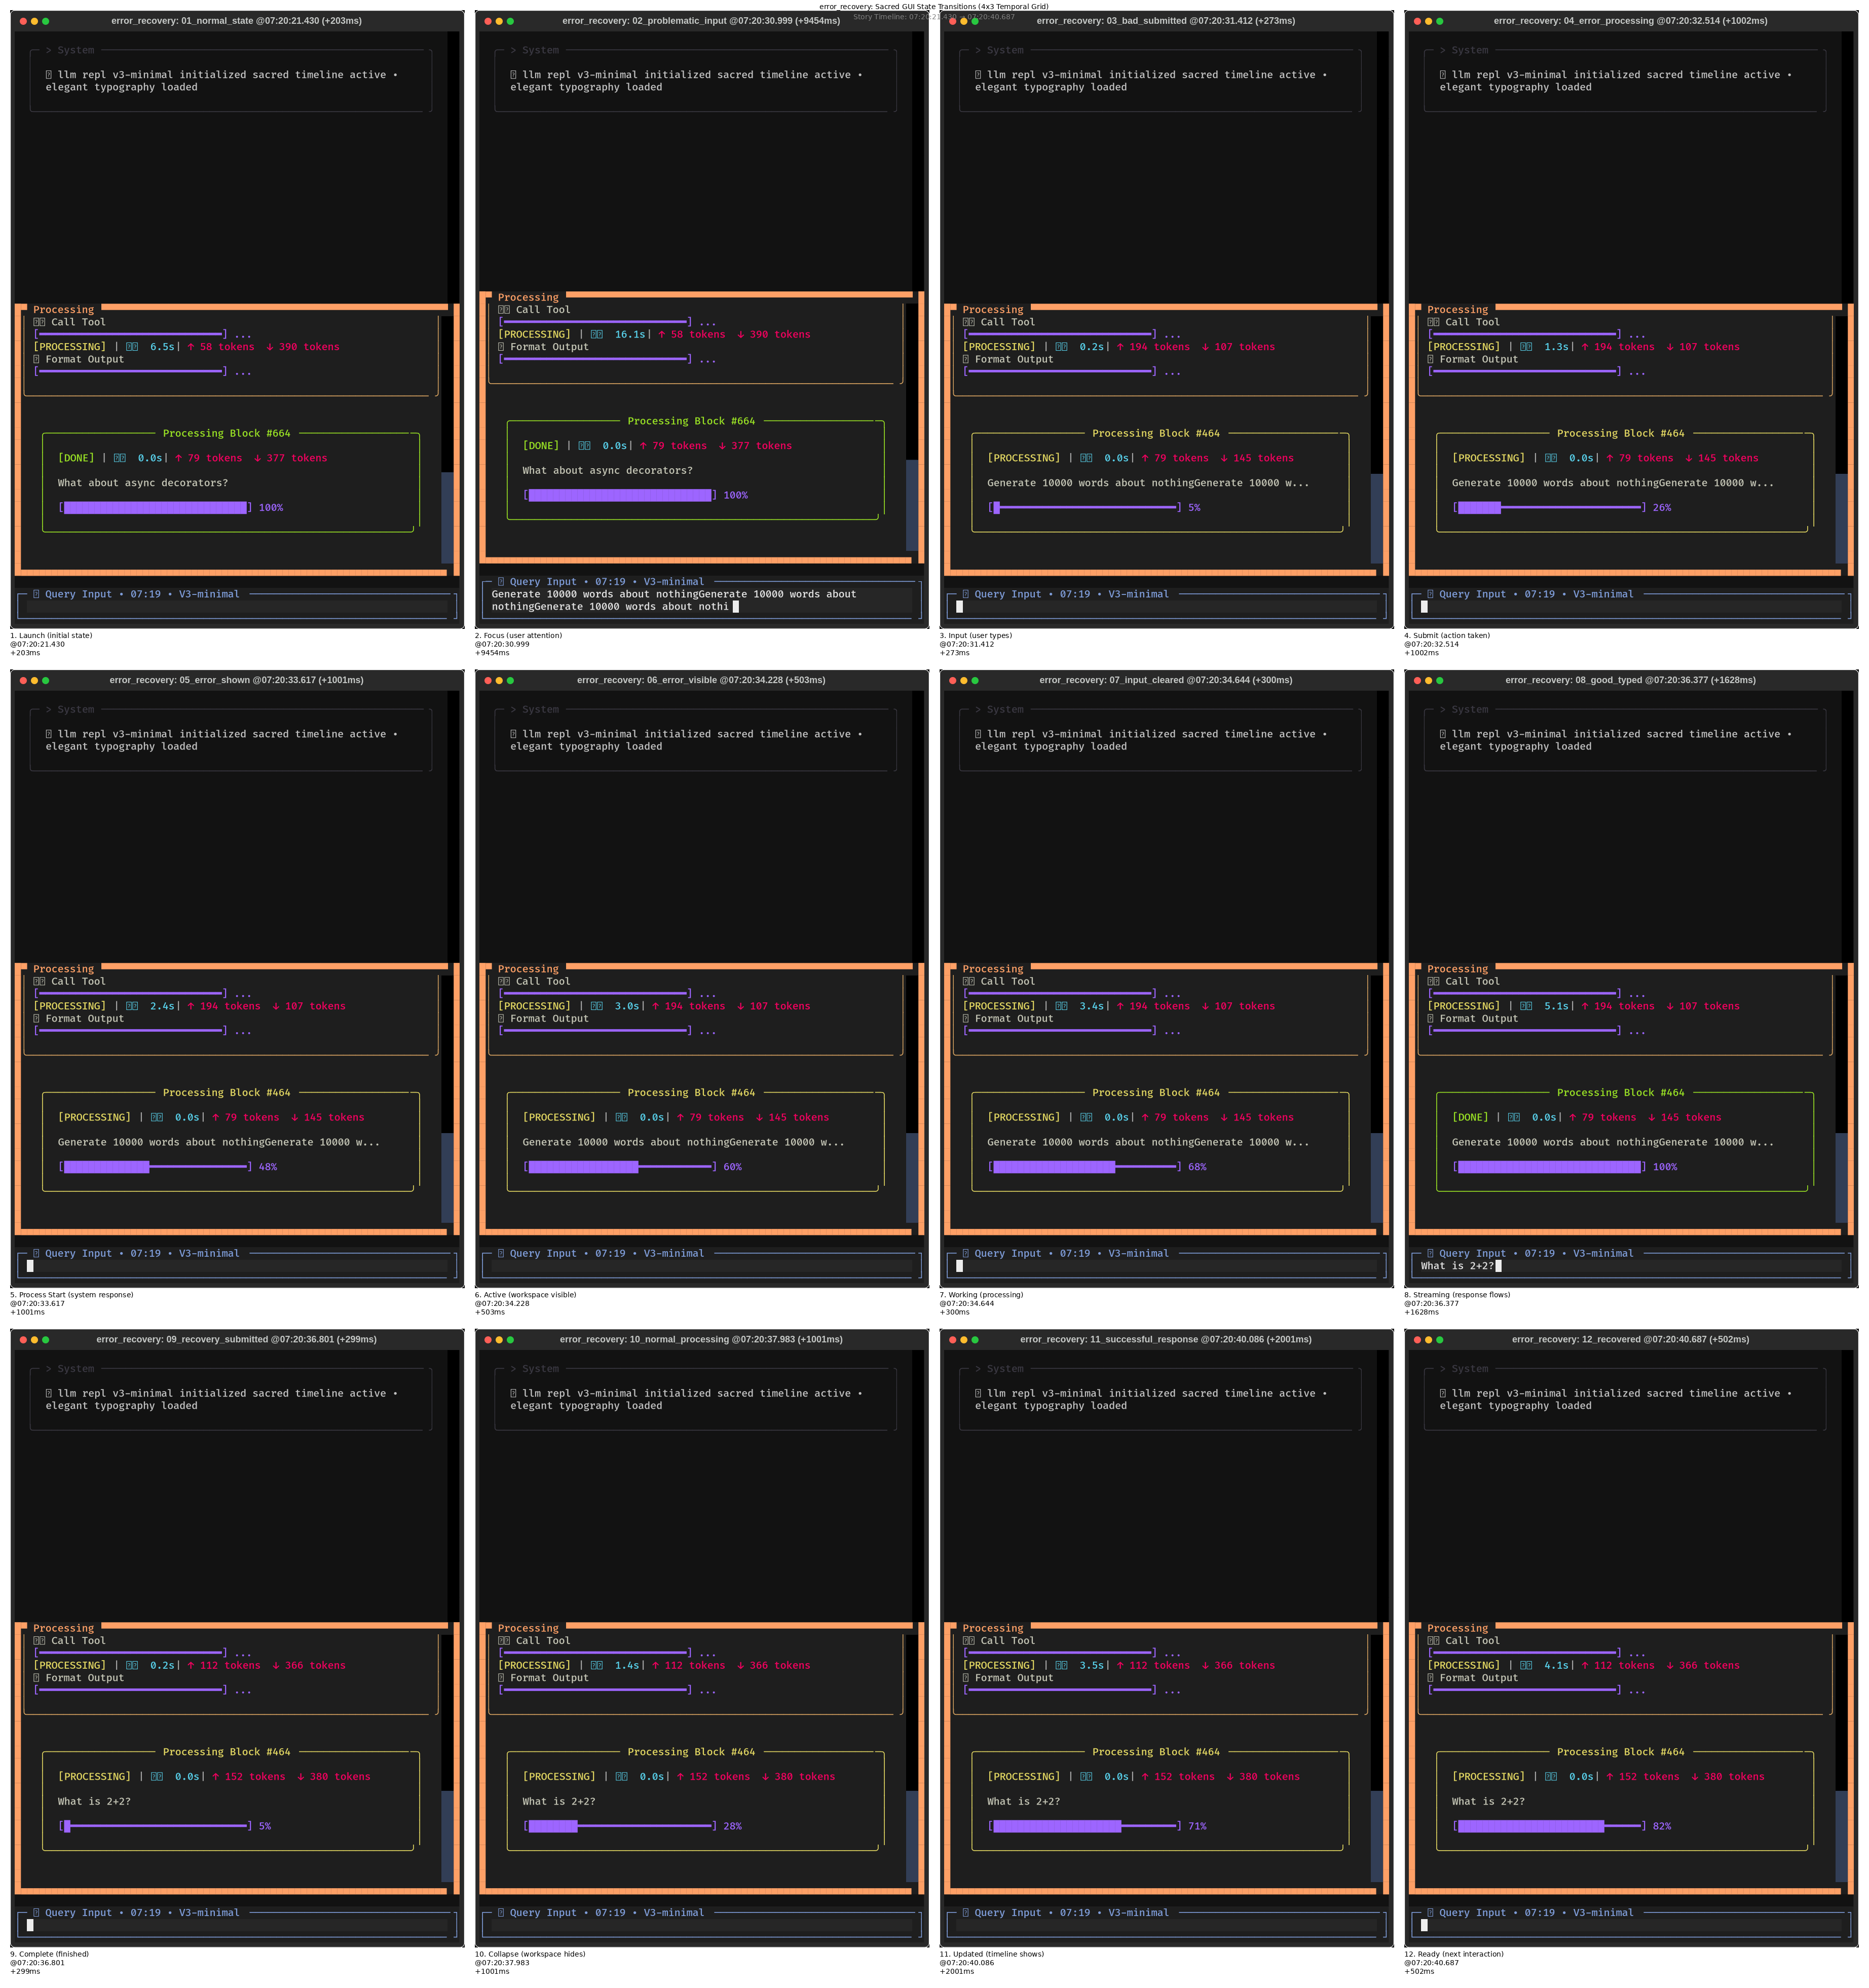 error_recovery: Sacred GUI State Transitions (4x3 Temporal Grid)
Story Timeline: 07:20:21.430 → 07:20:40.687
error_recovery: 01_normal_state @07:20:21.430 (+203ms)
> System
llm repl v3-minimal initialized sacred timeline active •
elegant typography loaded
Processing
Call Tool
[] ...
[PROCESSING] | 6.5s| ↑ 58 tokens ↓ 390 tokens
Format Output
[] ...
Processing Block #664
[DONE] | 0.0s| ↑ 79 tokens ↓ 377 tokens
What about async decorators?
[] 100%
Query Input • 07:19 • V3-minimal
1. Launch (initial state)
@07:20:21.430
+203ms
error_recovery: 02_problematic_input @07:20:30.999 (+9454ms)
> System
llm repl v3-minimal initialized sacred timeline active •
elegant typography loaded
Processing
Call Tool
[] ...
[PROCESSING] | 16.1s| ↑ 58 tokens ↓ 390 tokens
Format Output
[] ...
Processing Block #664
[DONE] | 0.0s| ↑ 79 tokens ↓ 377 tokens
What about async decorators?
[] 100%
Query Input • 07:19 • V3-minimal
Generate 10000 words about nothingGenerate 10000 words about
nothingGenerate 10000 words about nothi
2. Focus (user attention)
@07:20:30.999
+9454ms
error_recovery: 03_bad_submitted @07:20:31.412 (+273ms)
> System
llm repl v3-minimal initialized sacred timeline active •
elegant typography loaded
Processing
Call Tool
[] ...
[PROCESSING] | 0.2s| ↑ 194 tokens ↓ 107 tokens
Format Output
[] ...
Processing Block #464
[PROCESSING] | 0.0s| ↑ 79 tokens ↓ 145 tokens
Generate 10000 words about nothingGenerate 10000 w...
[] 5%
Query Input • 07:19 • V3-minimal
3. Input (user types)
@07:20:31.412
+273ms
error_recovery: 04_error_processing @07:20:32.514 (+1002ms)
> System
llm repl v3-minimal initialized sacred timeline active •
elegant typography loaded
Processing
Call Tool
[] ...
[PROCESSING] | 1.3s| ↑ 194 tokens ↓ 107 tokens
Format Output
[] ...
Processing Block #464
[PROCESSING] | 0.0s| ↑ 79 tokens ↓ 145 tokens
Generate 10000 words about nothingGenerate 10000 w...
[] 26%
Query Input • 07:19 • V3-minimal
4. Submit (action taken)
@07:20:32.514
+1002ms
error_recovery: 05_error_shown @07:20:33.617 (+1001ms)
> System
llm repl v3-minimal initialized sacred timeline active •
elegant typography loaded
Processing
Call Tool
[] ...
[PROCESSING] | 2.4s| ↑ 194 tokens ↓ 107 tokens
Format Output
[] ...
Processing Block #464
[PROCESSING] | 0.0s| ↑ 79 tokens ↓ 145 tokens
Generate 10000 words about nothingGenerate 10000 w...
[] 48%
Query Input • 07:19 • V3-minimal
5. Process Start (system response)
@07:20:33.617
+1001ms
error_recovery: 06_error_visible @07:20:34.228 (+503ms)
> System
llm repl v3-minimal initialized sacred timeline active •
elegant typography loaded
Processing
Call Tool
[] ...
[PROCESSING] | 3.0s| ↑ 194 tokens ↓ 107 tokens
Format Output
[] ...
Processing Block #464
[PROCESSING] | 0.0s| ↑ 79 tokens ↓ 145 tokens
Generate 10000 words about nothingGenerate 10000 w...
[] 60%
Query Input • 07:19 • V3-minimal
6. Active (workspace visible)
@07:20:34.228
+503ms
error_recovery: 07_input_cleared @07:20:34.644 (+300ms)
> System
llm repl v3-minimal initialized sacred timeline active •
elegant typography loaded
Processing
Call Tool
[] ...
[PROCESSING] | 3.4s| ↑ 194 tokens ↓ 107 tokens
Format Output
[] ...
Processing Block #464
[PROCESSING] | 0.0s| ↑ 79 tokens ↓ 145 tokens
Generate 10000 words about nothingGenerate 10000 w...
[] 68%
Query Input • 07:19 • V3-minimal
7. Working (processing)
@07:20:34.644
+300ms
error_recovery: 08_good_typed @07:20:36.377 (+1628ms)
> System
llm repl v3-minimal initialized sacred timeline active •
elegant typography loaded
Processing
Call Tool
[] ...
[PROCESSING] | 5.1s| ↑ 194 tokens ↓ 107 tokens
Format Output
[] ...
Processing Block #464
[DONE] | 0.0s| ↑ 79 tokens ↓ 145 tokens
Generate 10000 words about nothingGenerate 10000 w...
[] 100%
Query Input • 07:19 • V3-minimal
What is 2+2?
8. Streaming (response flows)
@07:20:36.377
+1628ms
error_recovery: 09_recovery_submitted @07:20:36.801 (+299ms)
> System
llm repl v3-minimal initialized sacred timeline active •
elegant typography loaded
Processing
Call Tool
[] ...
[PROCESSING] | 0.2s| ↑ 112 tokens ↓ 366 tokens
Format Output
[] ...
Processing Block #464
[PROCESSING] | 0.0s| ↑ 152 tokens ↓ 380 tokens
What is 2+2?
[] 5%
Query Input • 07:19 • V3-minimal
9. Complete (finished)
@07:20:36.801
+299ms
error_recovery: 10_normal_processing @07:20:37.983 (+1001ms)
> System
llm repl v3-minimal initialized sacred timeline active •
elegant typography loaded
Processing
Call Tool
[] ...
[PROCESSING] | 1.4s| ↑ 112 tokens ↓ 366 tokens
Format Output
[] ...
Processing Block #464
[PROCESSING] | 0.0s| ↑ 152 tokens ↓ 380 tokens
What is 2+2?
[] 28%
Query Input • 07:19 • V3-minimal
10. Collapse (workspace hides)
@07:20:37.983
+1001ms
error_recovery: 11_successful_response @07:20:40.086 (+2001ms)
> System
llm repl v3-minimal initialized sacred timeline active •
elegant typography loaded
Processing
Call Tool
[] ...
[PROCESSING] | 3.5s| ↑ 112 tokens ↓ 366 tokens
Format Output
[] ...
Processing Block #464
[PROCESSING] | 0.0s| ↑ 152 tokens ↓ 380 tokens
What is 2+2?
[] 71%
Query Input • 07:19 • V3-minimal
11. Updated (timeline shows)
@07:20:40.086
+2001ms
error_recovery: 12_recovered @07:20:40.687 (+502ms)
> System
llm repl v3-minimal initialized sacred timeline active •
elegant typography loaded
Processing
Call Tool
[] ...
[PROCESSING] | 4.1s| ↑ 112 tokens ↓ 366 tokens
Format Output
[] ...
Processing Block #464
[PROCESSING] | 0.0s| ↑ 152 tokens ↓ 380 tokens
What is 2+2?
[] 82%
Query Input • 07:19 • V3-minimal
12. Ready (next interaction)
@07:20:40.687
+502ms